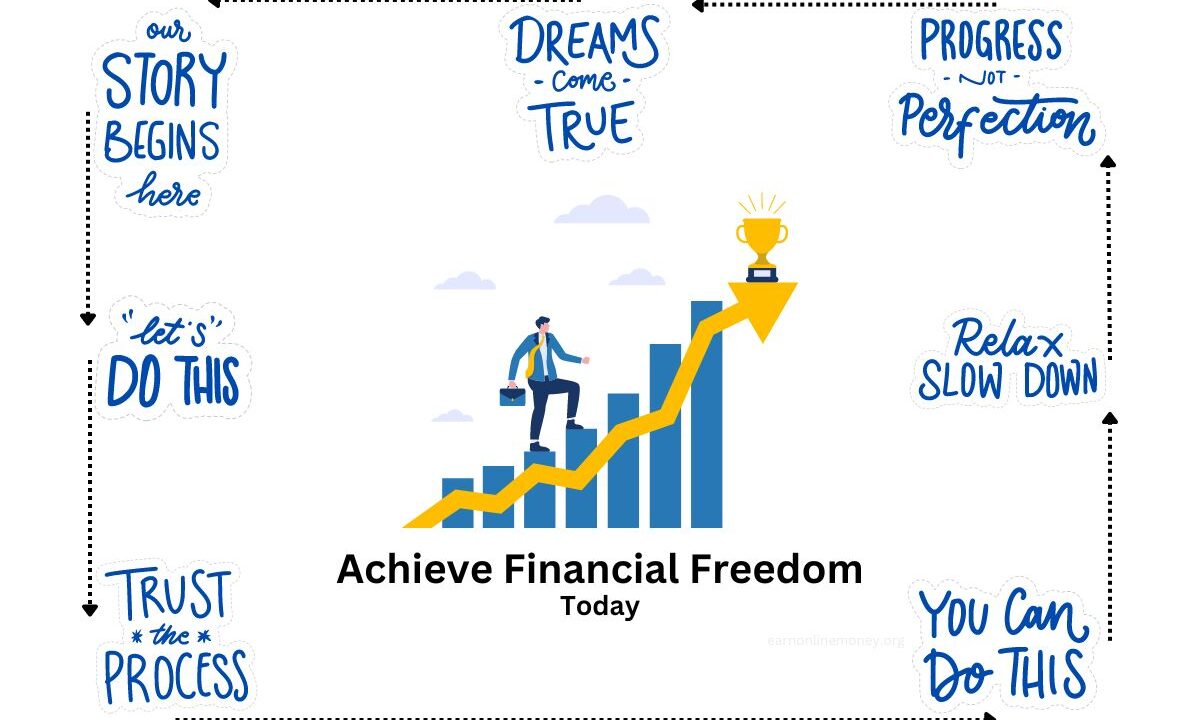 our
STORY
BEGINS
here
DREAMS
- Come -
TRUE
PROGRESS
- NOT -
Perfection
"let's"
DO THIS
Relax
SLOW DOWN
Achieve Financial Freedom
Today
TRUST
* the *
PROCESS
earnonlinemoney.org
YOU Can
Do THIS